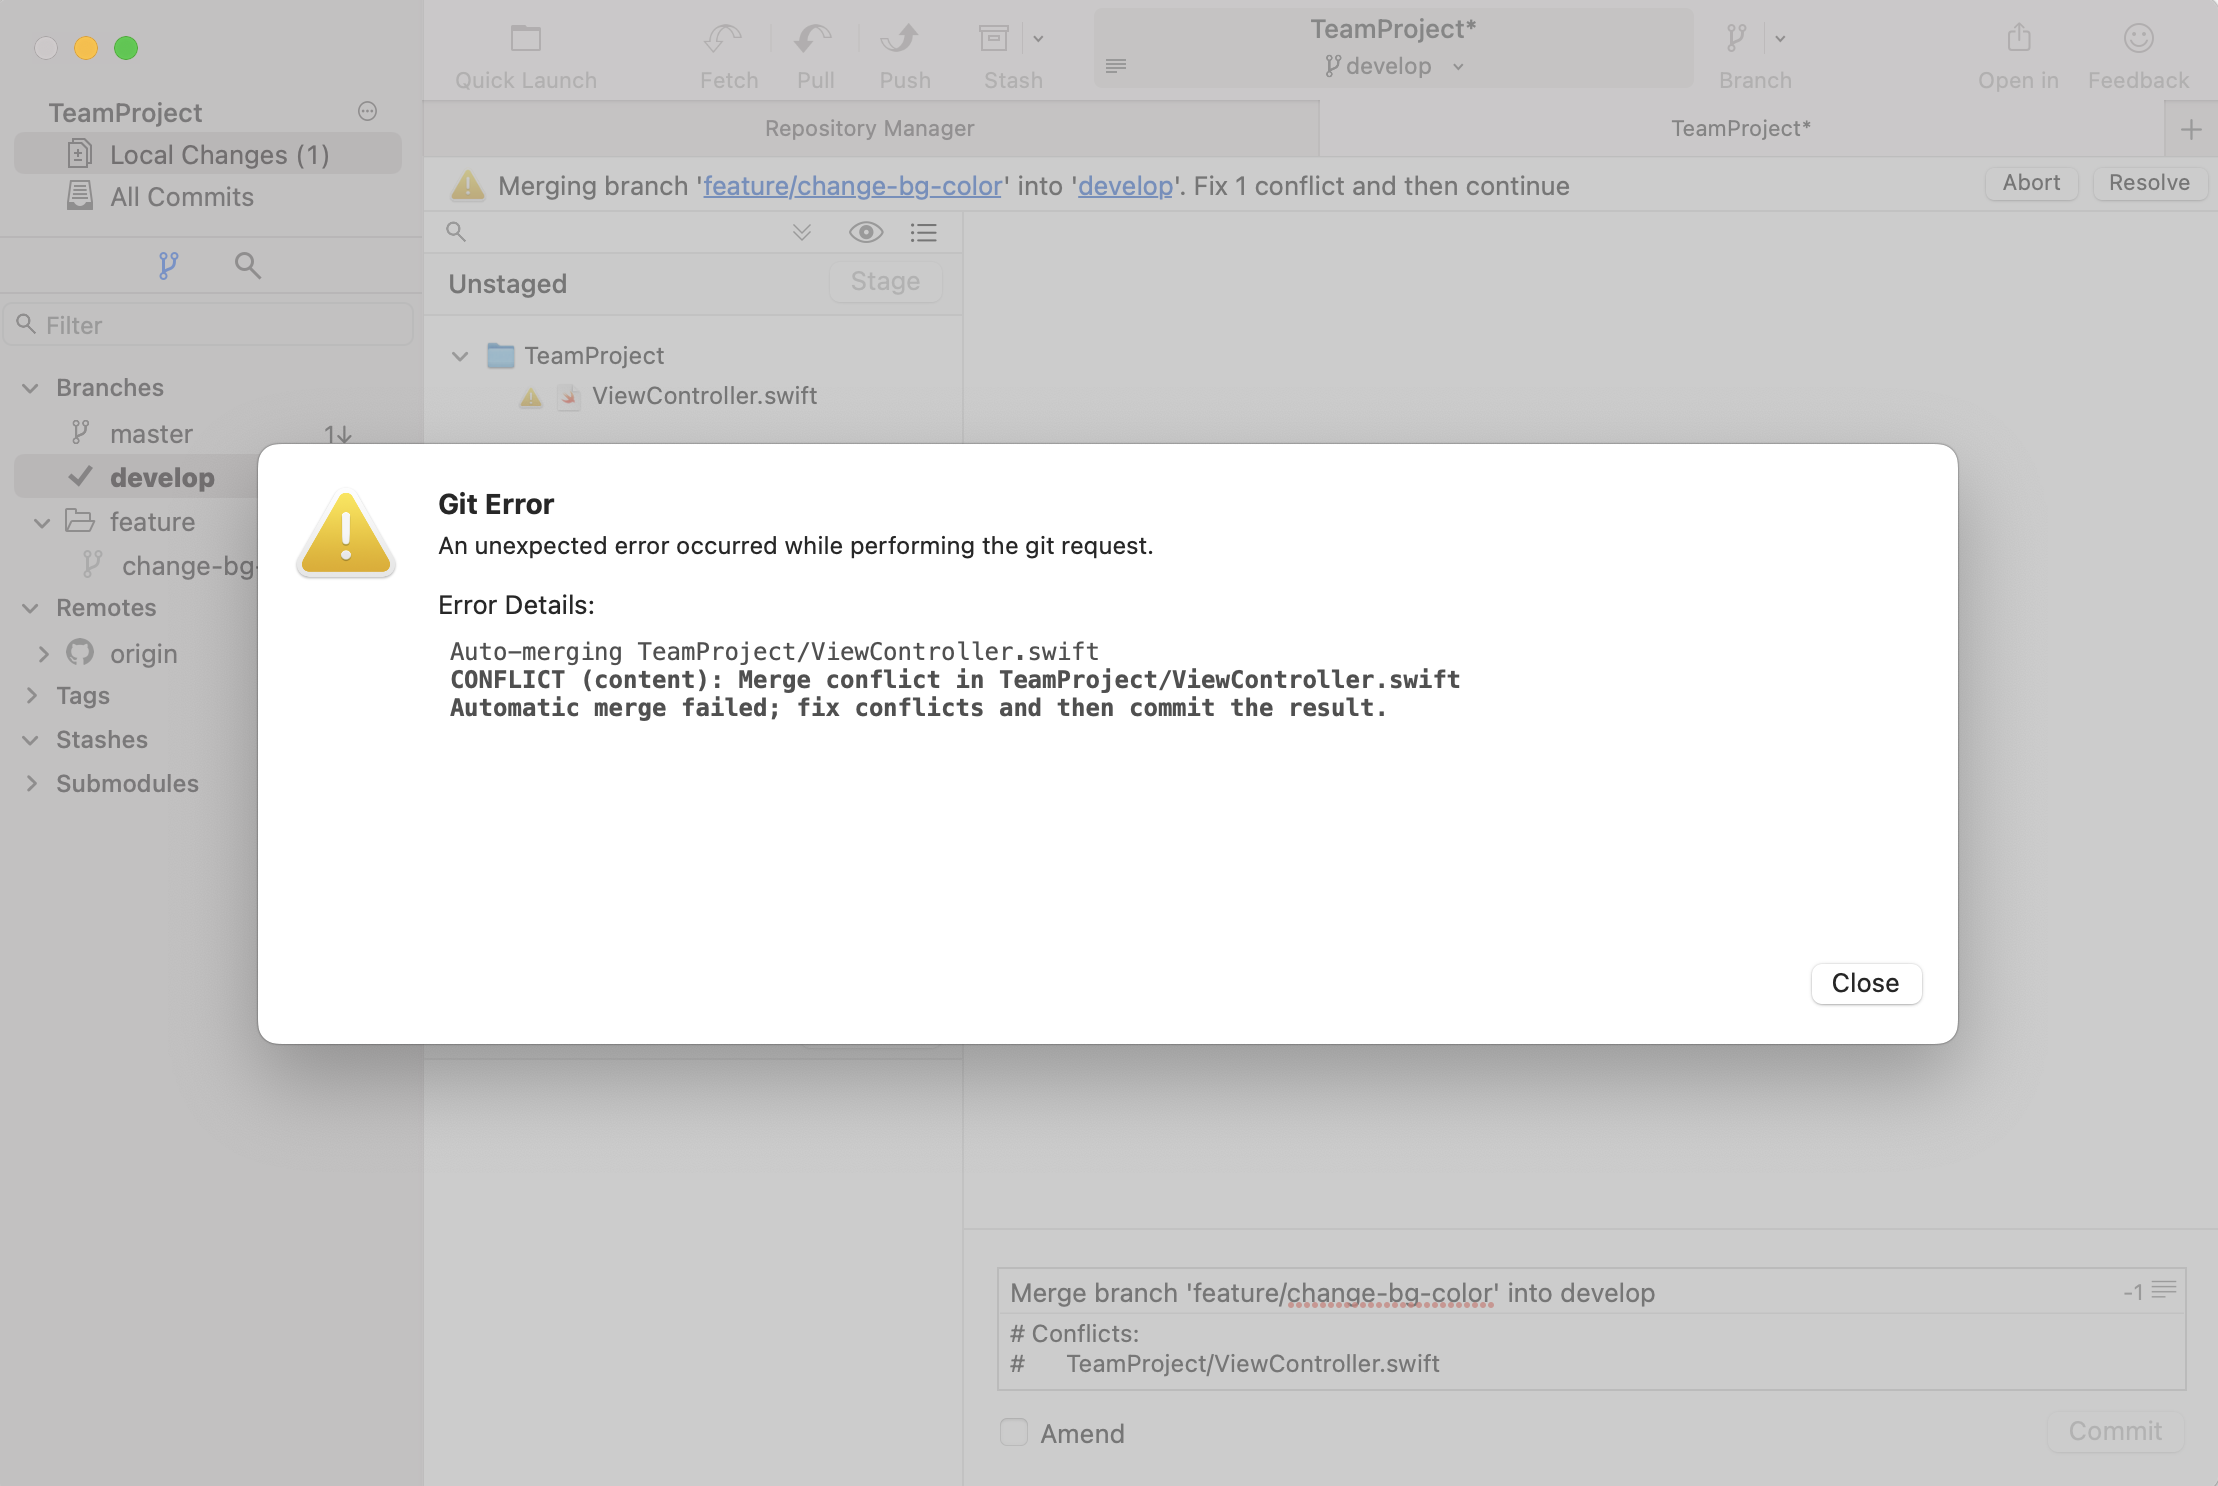 Quick Launch
Fetch
Pull
Push
Stash
TeamProject*
develop
Branch
Open in
Feedback
TeamProject
Local Changes (1)
All Commits
Repository Manager
TeamProject*
Merging branch 'feature/change-bg-color' into 'develop'. Fix 1 conflict and then continue
Abort
Resolve
Unstaged
Stage
Filter
TeamProject
ViewController.swift
Branches
master
1↓
develop
feature
change-bg-
Remotes
origin
Tags
Stashes
Submodules
Git Error
An unexpected error occurred while performing the git request.
Error Details:
Auto-merging TeamProject/ViewController.swift
CONFLICT (content): Merge conflict in TeamProject/ViewController.swift
Automatic merge failed; fix conflicts and then commit the result.
Close
Merge branch 'feature/change-bg-color' into develop
-1
# Conflicts:
# TeamProject/ViewController.swift
Amend
Commit